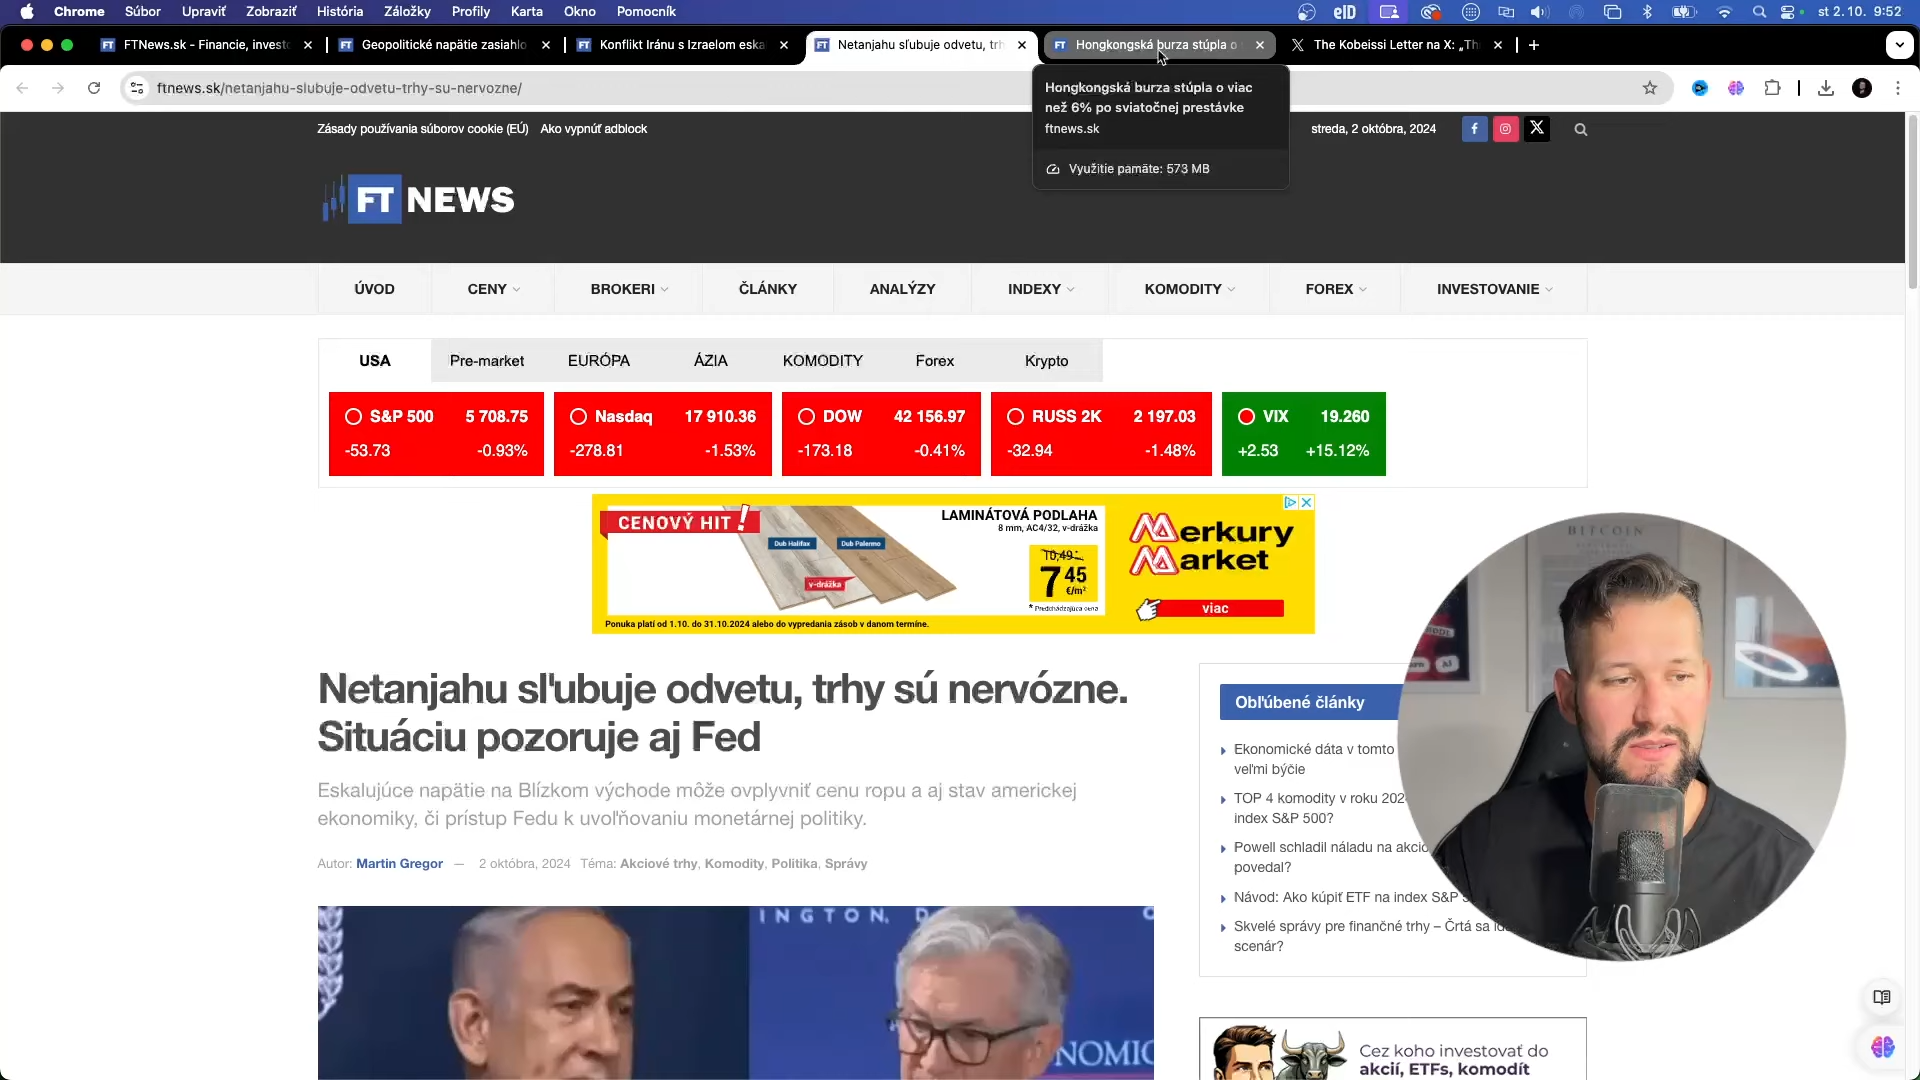 Chrome Súbor Upraviť Zobraziť História Záložky Profily Karta Okno Pomocník eID st 2. 10. 9:52
FTNews.sk - Financie, investo
Geopolitické napätie zasiahlo
Konflikt Iránu s Izraelom eska
Netanjahu sľubuje odvetu, trh
Hongkongská burza stúpla o
The Kobeissi Letter na X: „Th
ftnews.sk/netanjahu-slubuje-odvetu-trhy-su-nervozne/
Hongkongská burza stúpla o viac
než 6% po sviatočnej prestávke
ftnews.sk
Využitie pamäte: 573 MB
Zásady používania súborov cookie (EÚ) Ako vypnúť adblock
streda, 2 októbra, 2024
FT NEWS
ÚVOD CENY BROKERI ČLÁNKY ANALÝZY INDEXY KOMODITY FOREX INVESTOVANIE
USA Pre-market EURÓPA ÁZIA KOMODITY Forex Krypto
S&P 500 5 708.75
-53.73 -0.93%
Nasdaq 17 910.36
-278.81 -1.53%
DOW 42 156.97
-173.18 -0.41%
RUSS 2K 2 197.03
-32.94 -1.48%
VIX 19.260
+2.53 +15.12%
CENOVÝ HIT!
Dub Halifax
Dub Palermo
v-drážka
LAMINÁTOVÁ PODLAHA
8 mm, AC4/32, v-drážka
10,49*
7 45
€/m²
* Predchádzajúca cena
Ponuka platí od 1.10. do 31.10.2024 alebo do vypredania zásob v danom termíne.
Merkury
Market
viac
Netanjahu sľubuje odvetu, trhy sú nervózne.
Situáciu pozoruje aj Fed
Eskalujúce napätie na Blízkom východe môže ovplyvniť cenu ropu a aj stav americkej
ekonomiky, či prístup Fedu k uvoľňovaniu monetárnej politiky.
Autor: Martin Gregor — 2 októbra, 2024 Téma: Akciové trhy, Komodity, Politika, Správy
INGTON, D
NOMIC
Obľúbené články
Ekonomické dáta v tomto
veľmi býčie
TOP 4 komodity v roku 202
index S&P 500?
Powell schladil náladu na akcio
povedal?
Návod: Ako kúpiť ETF na index S&P 5
Skvelé správy pre finančné trhy – Črtá sa
scenár?
BITCOIN
Cez koho investovať do
akcií, ETFs, komodít